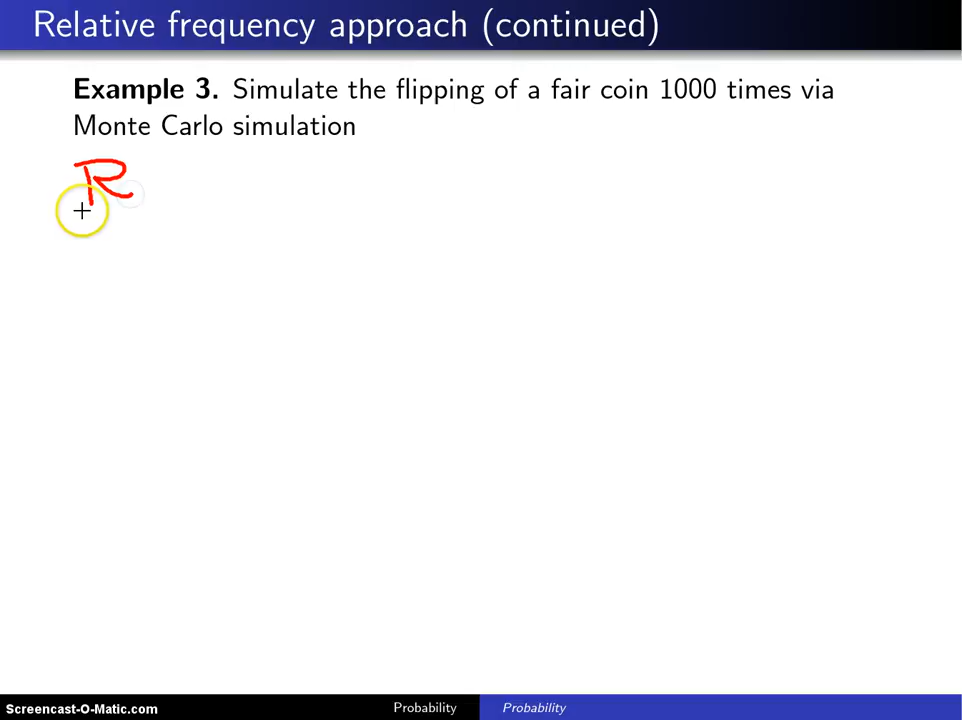 Relative frequency approach (continued)
Example 3. Simulate the flipping of a fair coin 1000 times via
Monte Carlo simulation
R
Screencast-O-Matic.com Probability Probability